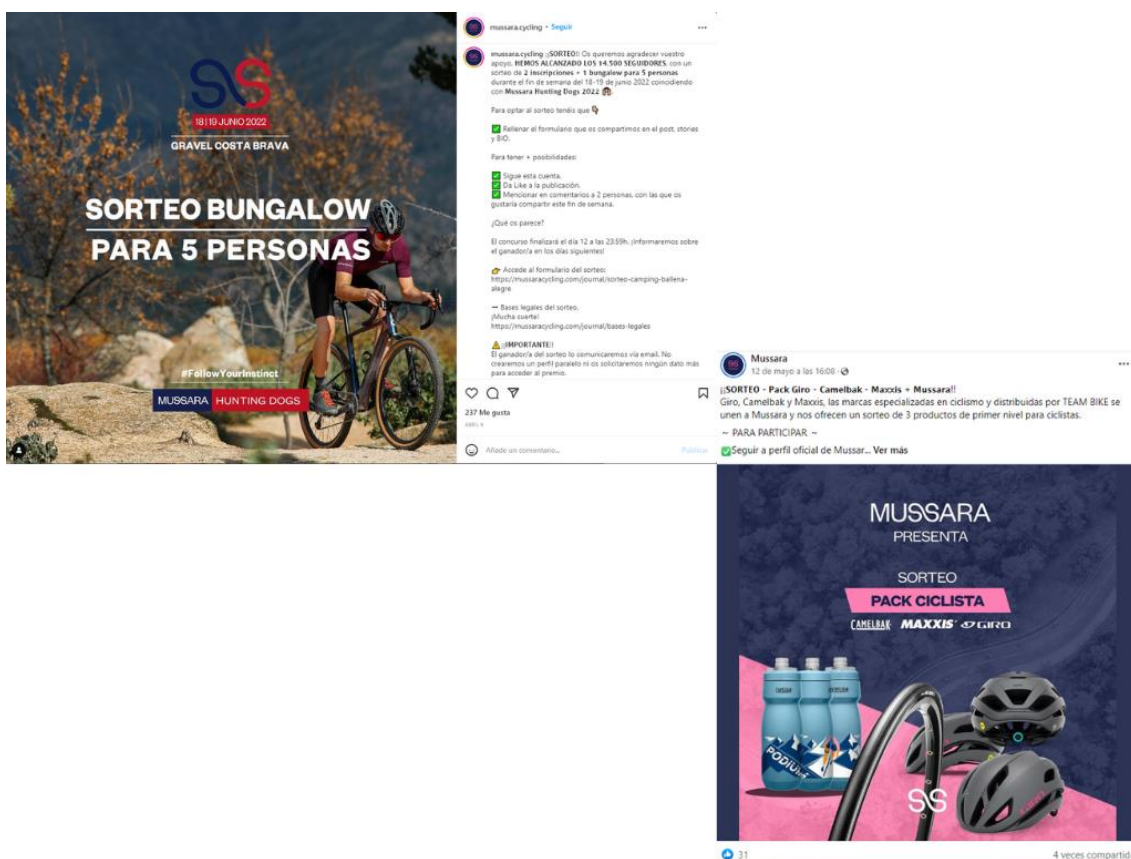 18|19 JUNIO 2022
GRAVEL COSTA BRAVA
SORTEO BUNGALOW
PARA 5 PERSONAS
#FollowYourInstinct
MUSSARA HUNTING DOGS
mussara.cycling • Seguir
mussara.cycling ¡¡SORTEO!! Os queremos agradecer vuestro
apoyo, HEMOS ALCANZADO LOS 14.500 SEGUIDORES, con un
sorteo de 2 inscripciones + 1 bungalow para 5 personas
durante el fin de semana del 18-19 de junio 2022 coincidiendo
con Mussara Hunting Dogs 2022
Para optar al sorteo tenéis que
Rellenar el formulario que os compartimos en el post, stories
y BIO.
Para tener + posibilidades:
Sigue esta cuenta.
Da Like a la publicación.
Mencionar en comentarios a 2 personas, con las que os
gustaría compartir este fin de semana.
¿Qué os parece?
El concurso finalizará el día 12 a las 23:59h. ¡Informaremos sobre
el ganador/a en los días siguientes!
Accede al formulario del sorteo:
https://mussaracycling.com/journal/sorteo-camping-ballena-
alegre
— Bases legales del sorteo.
¡Mucha suerte!
https://mussaracycling.com/journal/bases-legales
¡¡IMPORTANTE!!
El ganador/a del sorteo lo comunicaremos vía email. No
crearemos un perfil paralelo ni os solicitaremos ningún dato más
para acceder al premio.
237 Me gusta
Añade un comentario...
Publicar
Mussara
12 de mayo a las 16:08 ·
¡¡SORTEO - Pack Giro - Camelbak - Maxxis + Mussara!!
Giro, Camelbak y Maxxis, las marcas especializadas en ciclismo y distribuidas por TEAM BIKE se
unen a Mussara y nos ofrecen un sorteo de 3 productos de primer nivel para ciclistas.
~ PARA PARTICIPAR ~
Seguir a perfil oficial de Mussar... Ver más
MUSSARA
PRESENTA
SORTEO
PACK CICLISTA
CAMELBAK MAXXIS GIRO
PODIUM
GIRO
31
4 veces compartid